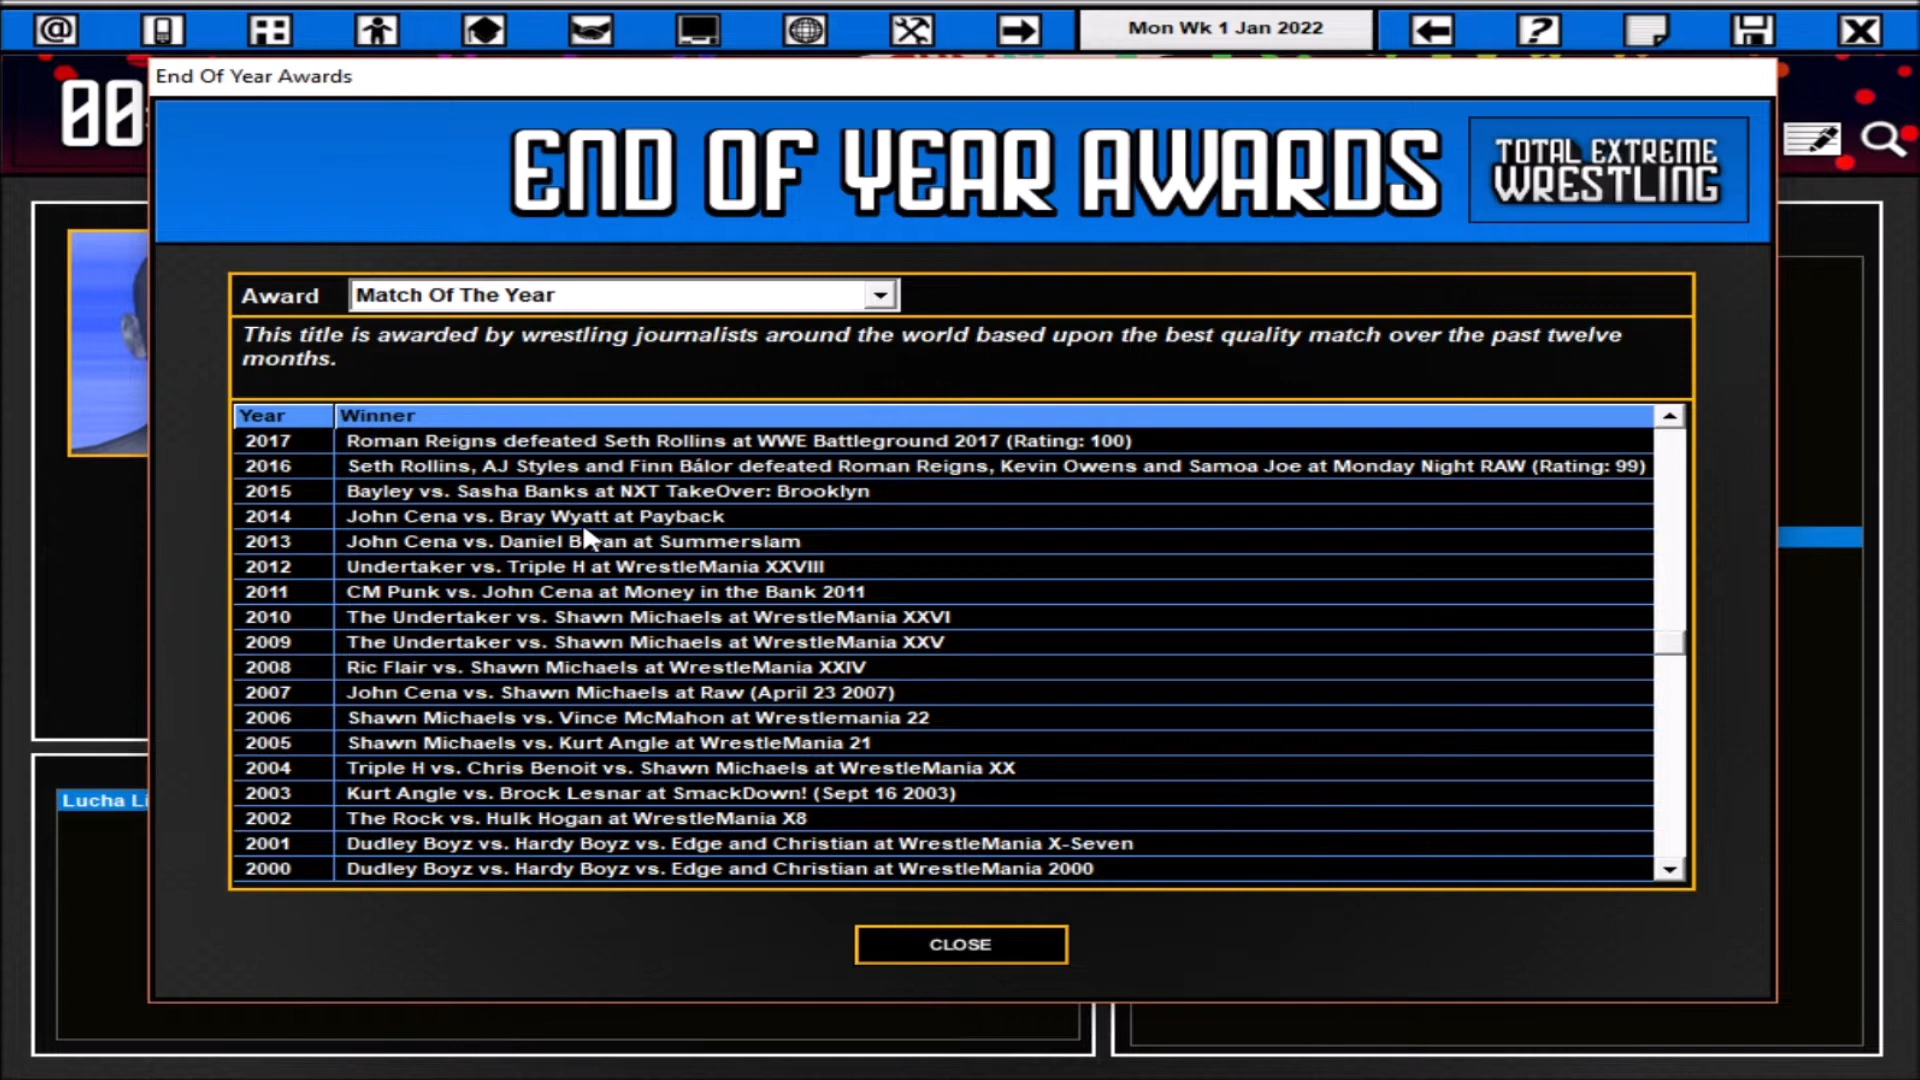 Mon Wk 1 Jan 2022
End Of Year Awards
00
END OF YEAR AWARDS
TOTAL EXTREME
WRESTLING
Award
Match Of The Year
This title is awarded by wrestling journalists around the world based upon the best quality match over the past twelve
months.
Year Winner
2017 Roman Reigns defeated Seth Rollins at WWE Battleground 2017 (Rating: 100)
2016 Seth Rollins, AJ Styles and Finn Bálor defeated Roman Reigns, Kevin Owens and Samoa Joe at Monday Night RAW (Rating: 99)
2015 Bayley vs. Sasha Banks at NXT TakeOver: Brooklyn
2014 John Cena vs. Bray Wyatt at Payback
2013 John Cena vs. Daniel at Summerslam
2012 Undertaker vs. Triple H at WrestleMania XXVIII
2011 CM Punk vs. John Cena at Money in the Bank 2011
2010 The Undertaker vs. Shawn Michaels at WrestleMania XXVI
2009 The Undertaker vs. Shawn Michaels at WrestleMania XXV
2008 Ric Flair vs. Shawn Michaels at WrestleMania XXIV
2007 John Cena vs. Shawn Michaels at Raw (April 23 2007)
2006 Shawn Michaels vs. Vince McMahon at Wrestlemania 22
2005 Shawn Michaels vs. Kurt Angle at WrestleMania 21
2004 Triple H vs. Chris Benoit vs. Shawn Michaels at WrestleMania XX
2003 Kurt Angle vs. Brock Lesnar at SmackDown! (Sept 16 2003)
2002 The Rock vs. Hulk Hogan at WrestleMania X8
2001 Dudley Boyz vs. Hardy Boyz vs. Edge and Christian at WrestleMania X-Seven
2000 Dudley Boyz vs. Hardy Boyz vs. Edge and Christian at WrestleMania 2000
Lucha Li
CLOSE